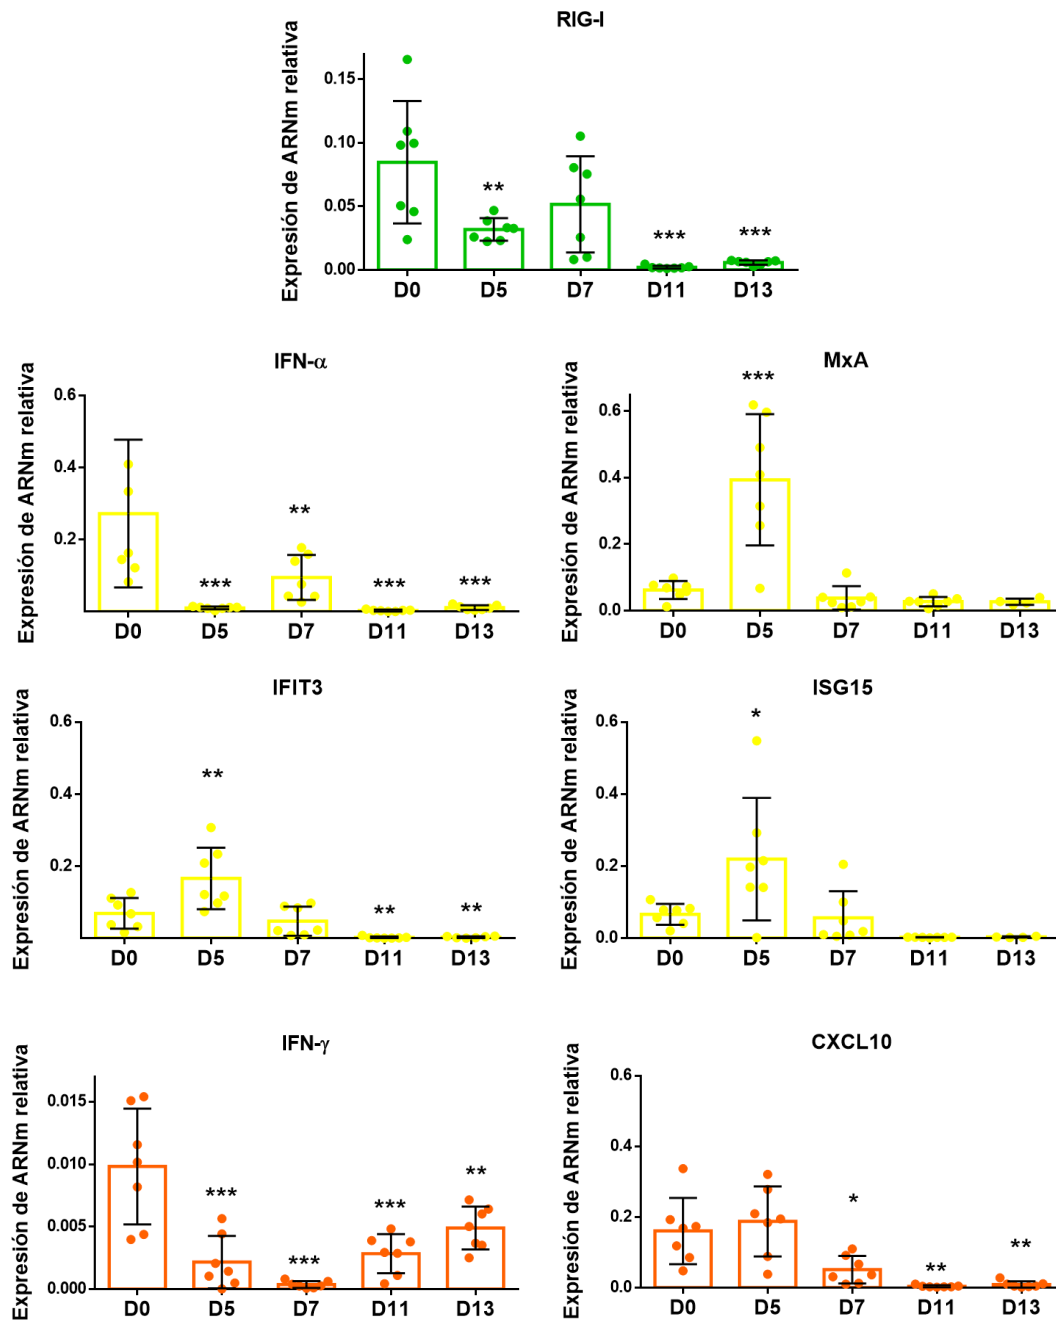 RIG-I
Expresión de ARNm relativa
0.15
0.10
0.05
0.00
**
***
***
D0 D5 D7 D11 D13
IFN-α
Expresión de ARNm relativa
0.6
0.4
0.2
***
**
***
***
D0 D5 D7 D11 D13
MxA
Expresión de ARNm relativa
0.6
0.4
0.2
0.0
***
D0 D5 D7 D11 D13
IFIT3
Expresión de ARNm relativa
0.6
0.4
0.2
**
**
**
D0 D5 D7 D11 D13
ISG15
Expresión de ARNm relativa
0.6
0.4
0.2
0.0
*
D0 D5 D7 D11 D13
IFN-γ
Expresión de ARNm relativa
0.015
0.010
0.005
0.000
***
***
***
**
D0 D5 D7 D11 D13
CXCL10
Expresión de ARNm relativa
0.6
0.4
0.2
0.0
*
**
**
D0 D5 D7 D11 D13